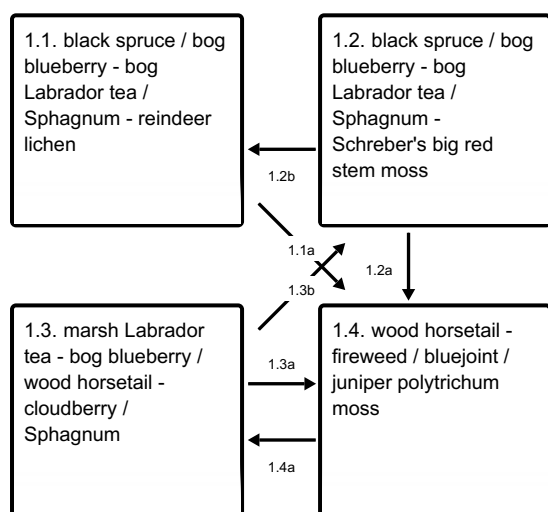 1.1. black spruce / bog
blueberry - bog
Labrador tea /
Sphagnum - reindeer
lichen
1.2. black spruce / bog
blueberry - bog
Labrador tea /
Sphagnum -
Schreber's big red
stem moss
1.2b
1.1a
1.2a
1.3b
1.3. marsh Labrador
tea - bog blueberry /
wood horsetail -
cloudberry /
Sphagnum
1.3a
1.4. wood horsetail -
fireweed / bluejoint /
juniper polytrichum
moss
1.4a